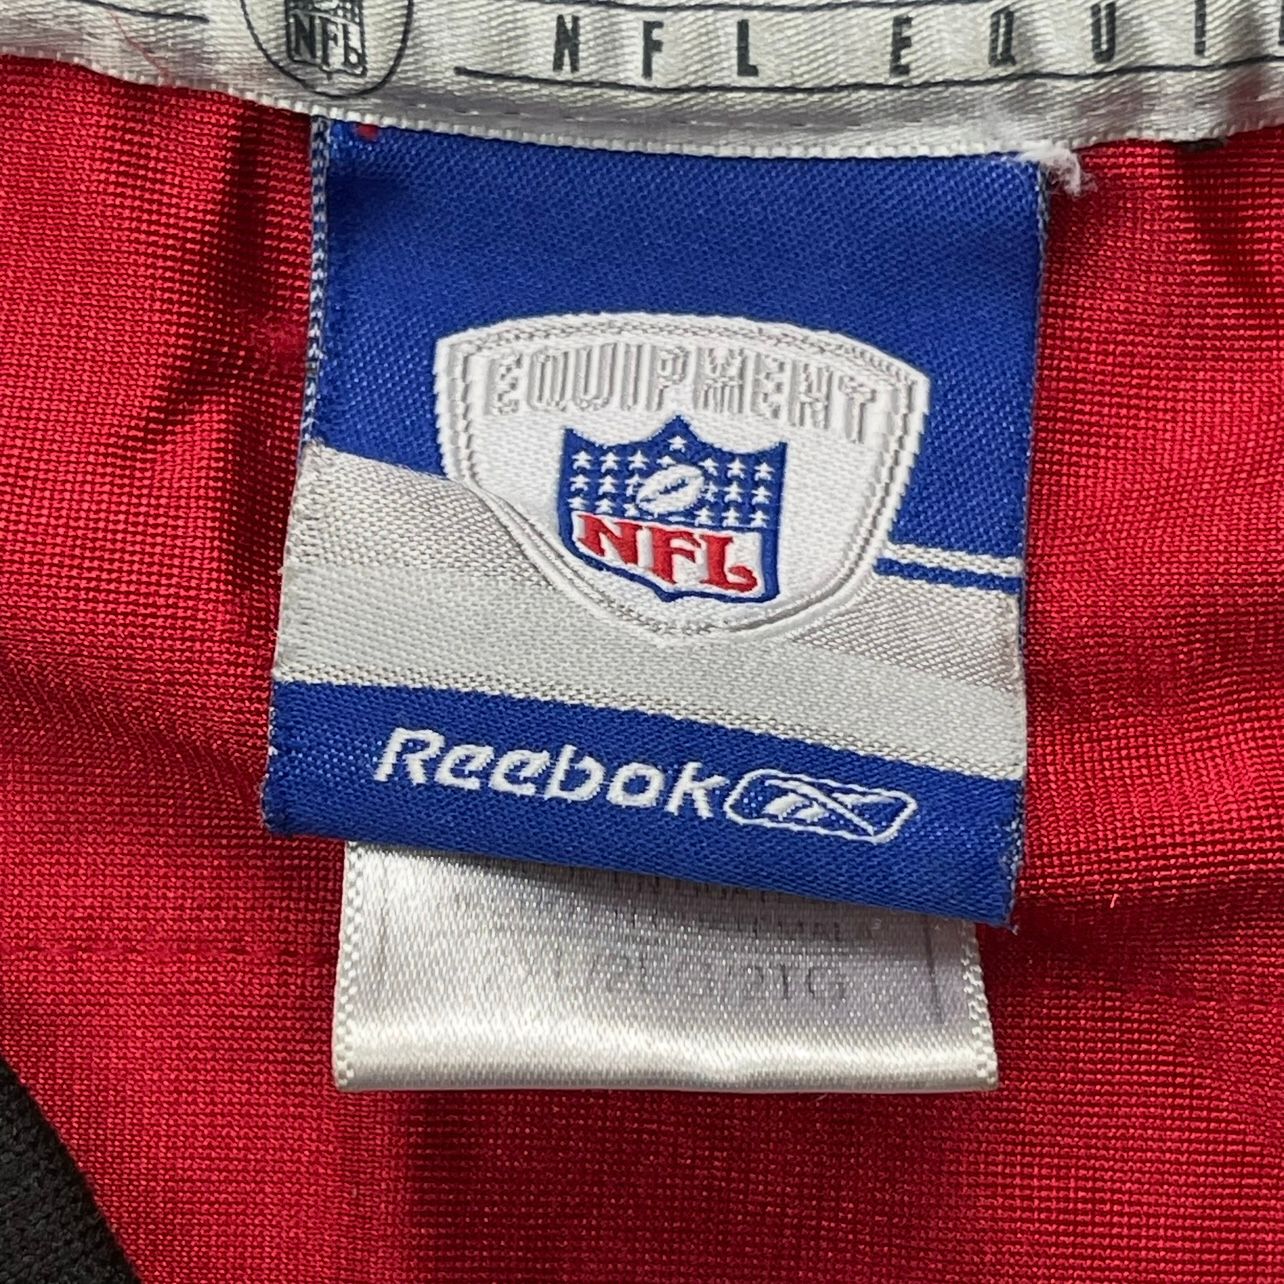 NFL
NFL EQUI
EQUIPMENT
NFL
Reebok